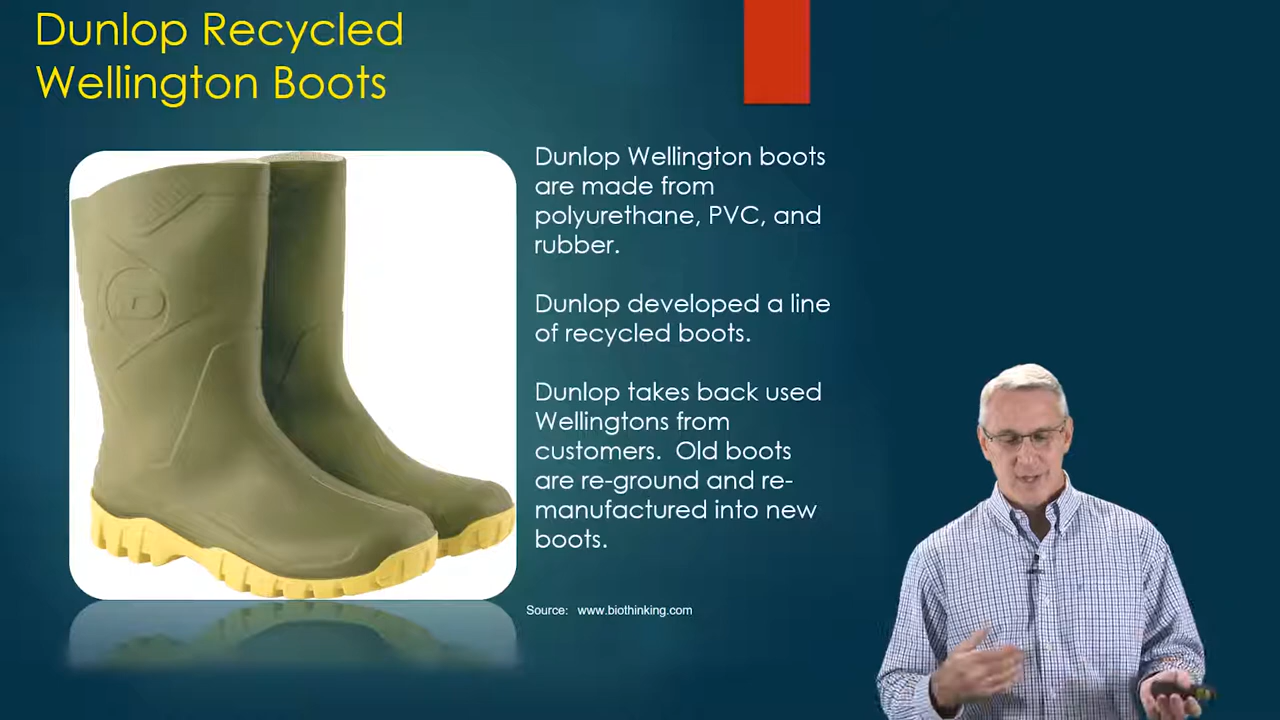 Dunlop Recycled
Wellington Boots
Dunlop Wellington boots
are made from
polyurethane, PVC, and
rubber.
Dunlop developed a line
of recycled boots.
Dunlop takes back used
Wellingtons from
customers.  Old boots
are re-ground and re-
manufactured into new
boots.
Source:   www.biothinking.com